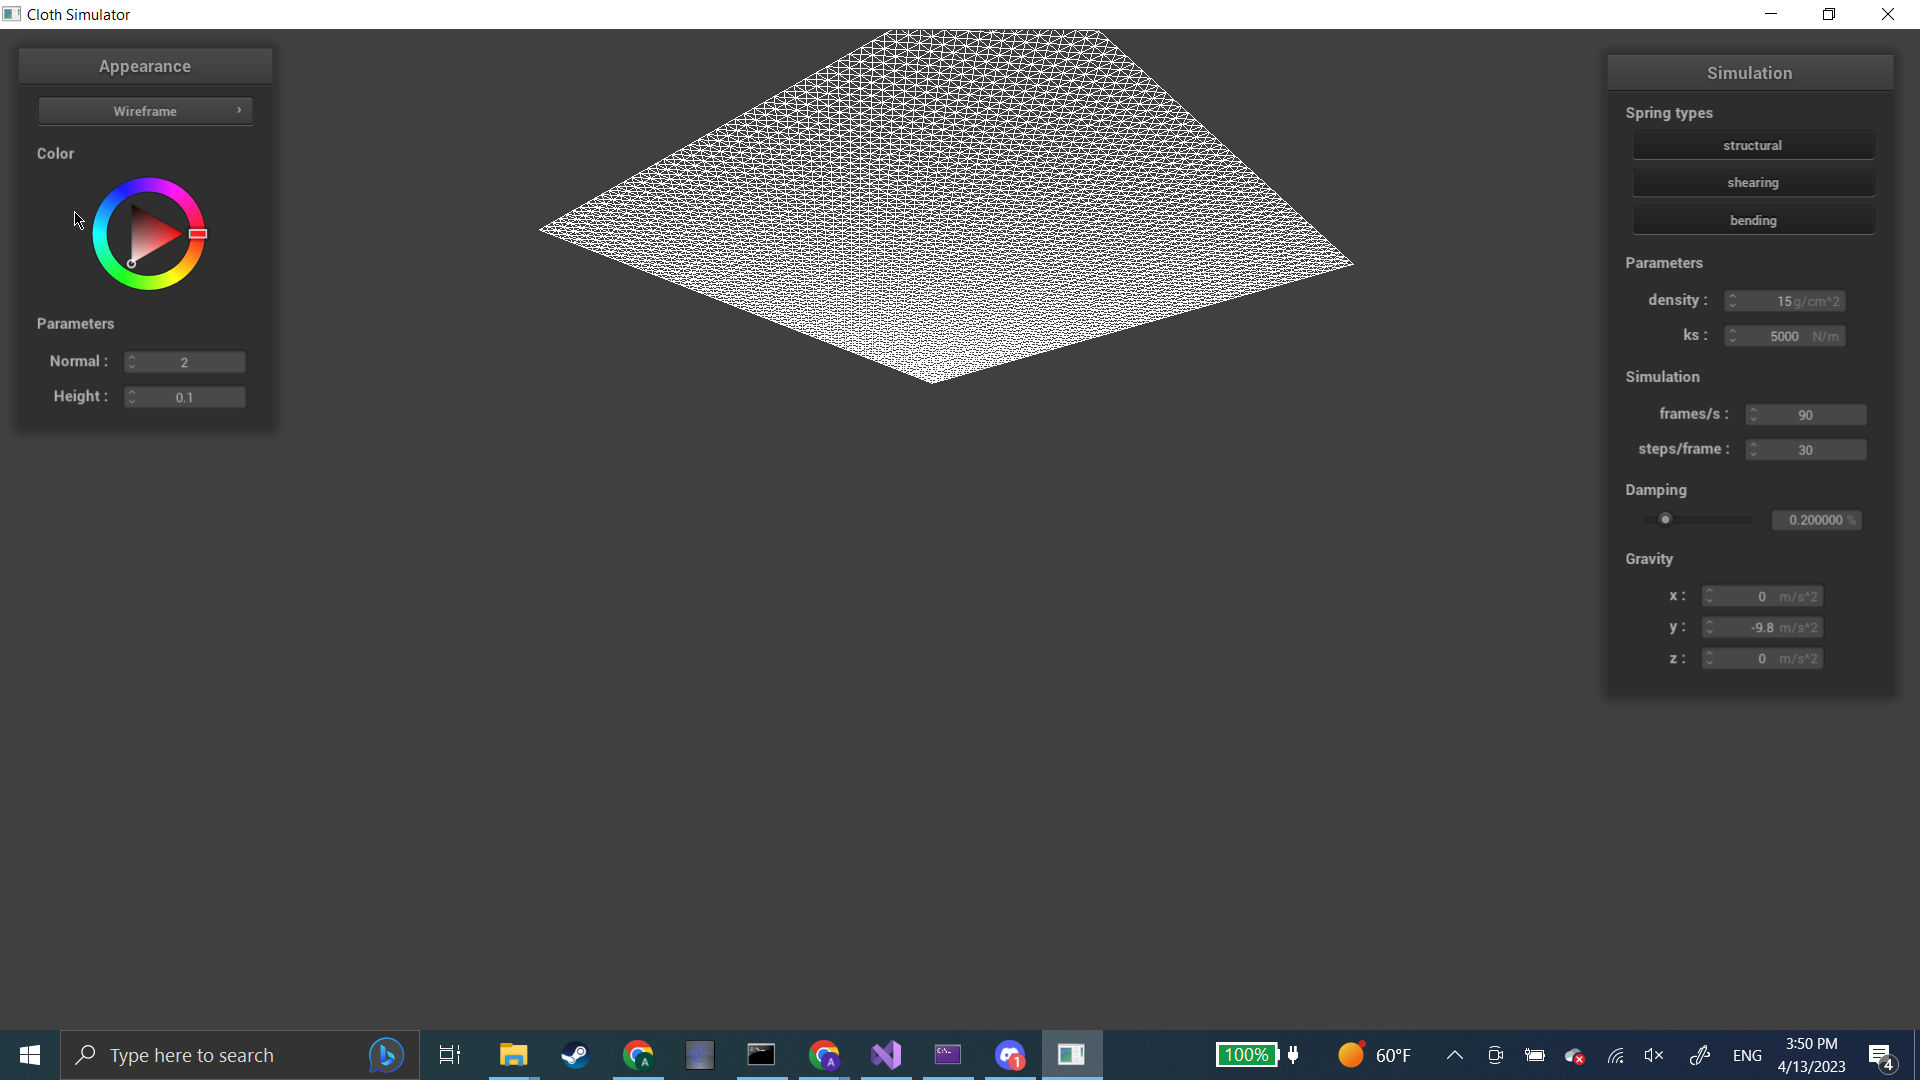 Cloth Simulator
Appearance
Wireframe
Color
Parameters
Normal : 2
Height : 0.1
Simulation
Spring types
structural
shearing
bending
Parameters
density : 15 g/cm^2
ks : 5000 N/m
Simulation
frames/s : 90
steps/frame : 30
Damping
0.200000 %
Gravity
x : 0 m/s^2
y : -9.8 m/s^2
z : 0 m/s^2
Type here to search
A
A
C:\
1
100%
60°F
ENG
3:50 PM
4/13/2023
4